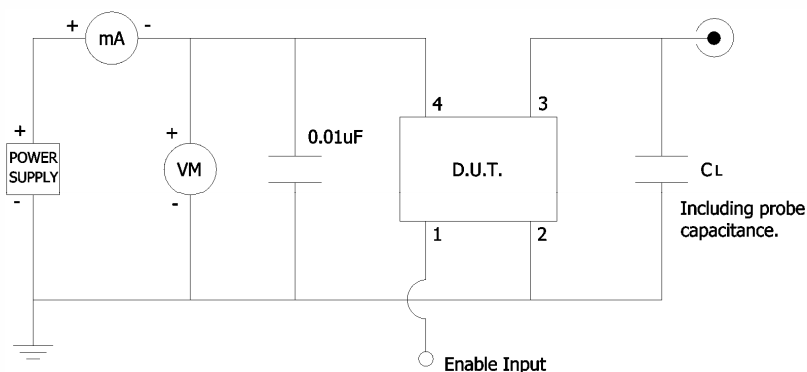 + mA -
4 3
0.01uF
+ +
POWER
SUPPLY
VM
D.U.T.
CL
- -
Including probe
capacitance.
1 2
Enable Input